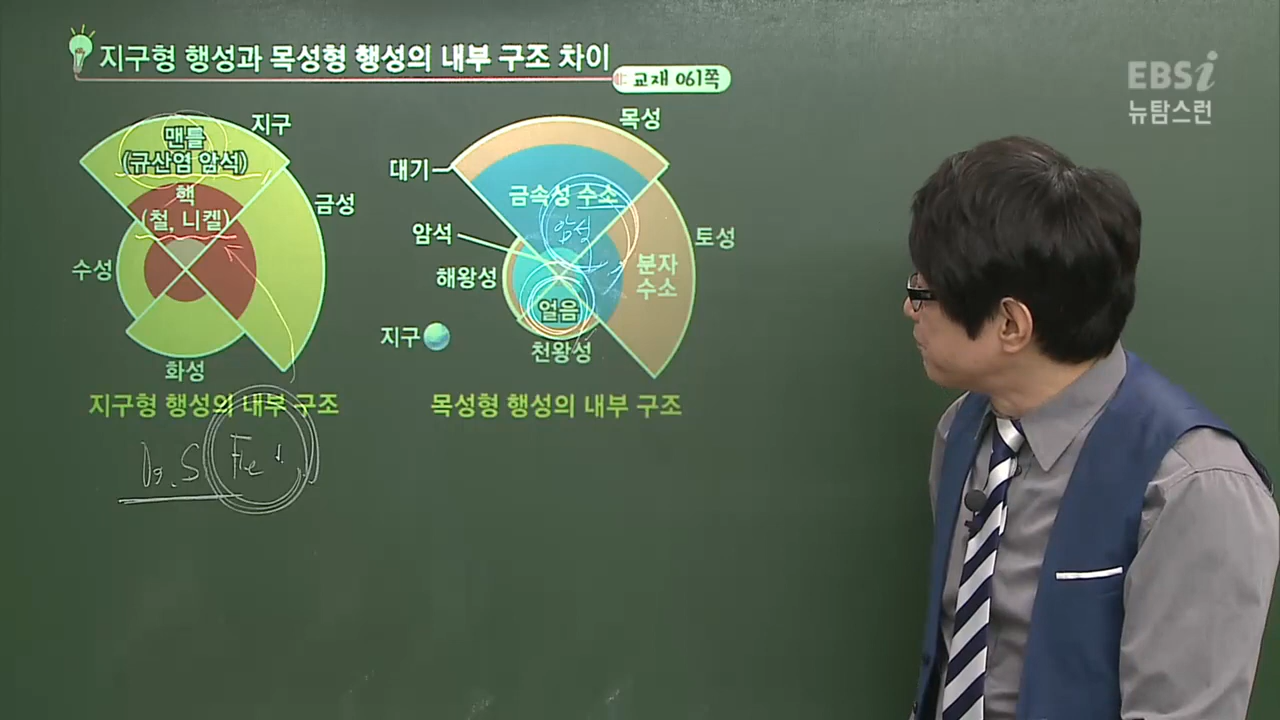 지구형 행성과 목성형 행성의 내부 구조 차이
교재 061쪽
EBSi
뉴탐스런
지구
맨틀
(규산염 암석)
핵
(철, 니켈)
금성
수성
화성
지구형 행성의 내부 구조
목성
대기
금속성 수소
암석
암석
토성
해왕성
분자
수소
얼음
지구
천왕성
목성형 행성의 내부 구조
Fe